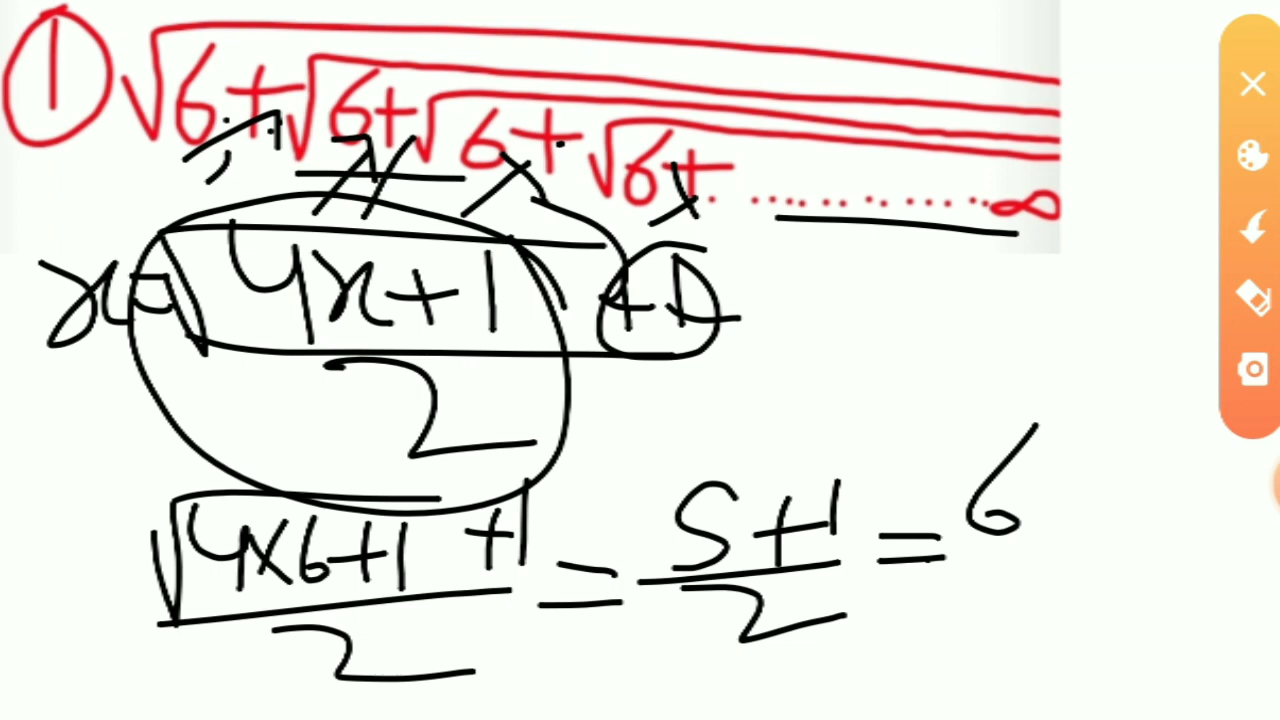 ① √6+√6+√6+√6+ ............∞
x = √4x+1 +1 / 2
√4×6+1 +1 / 2 = 5+1 / 2 = 6